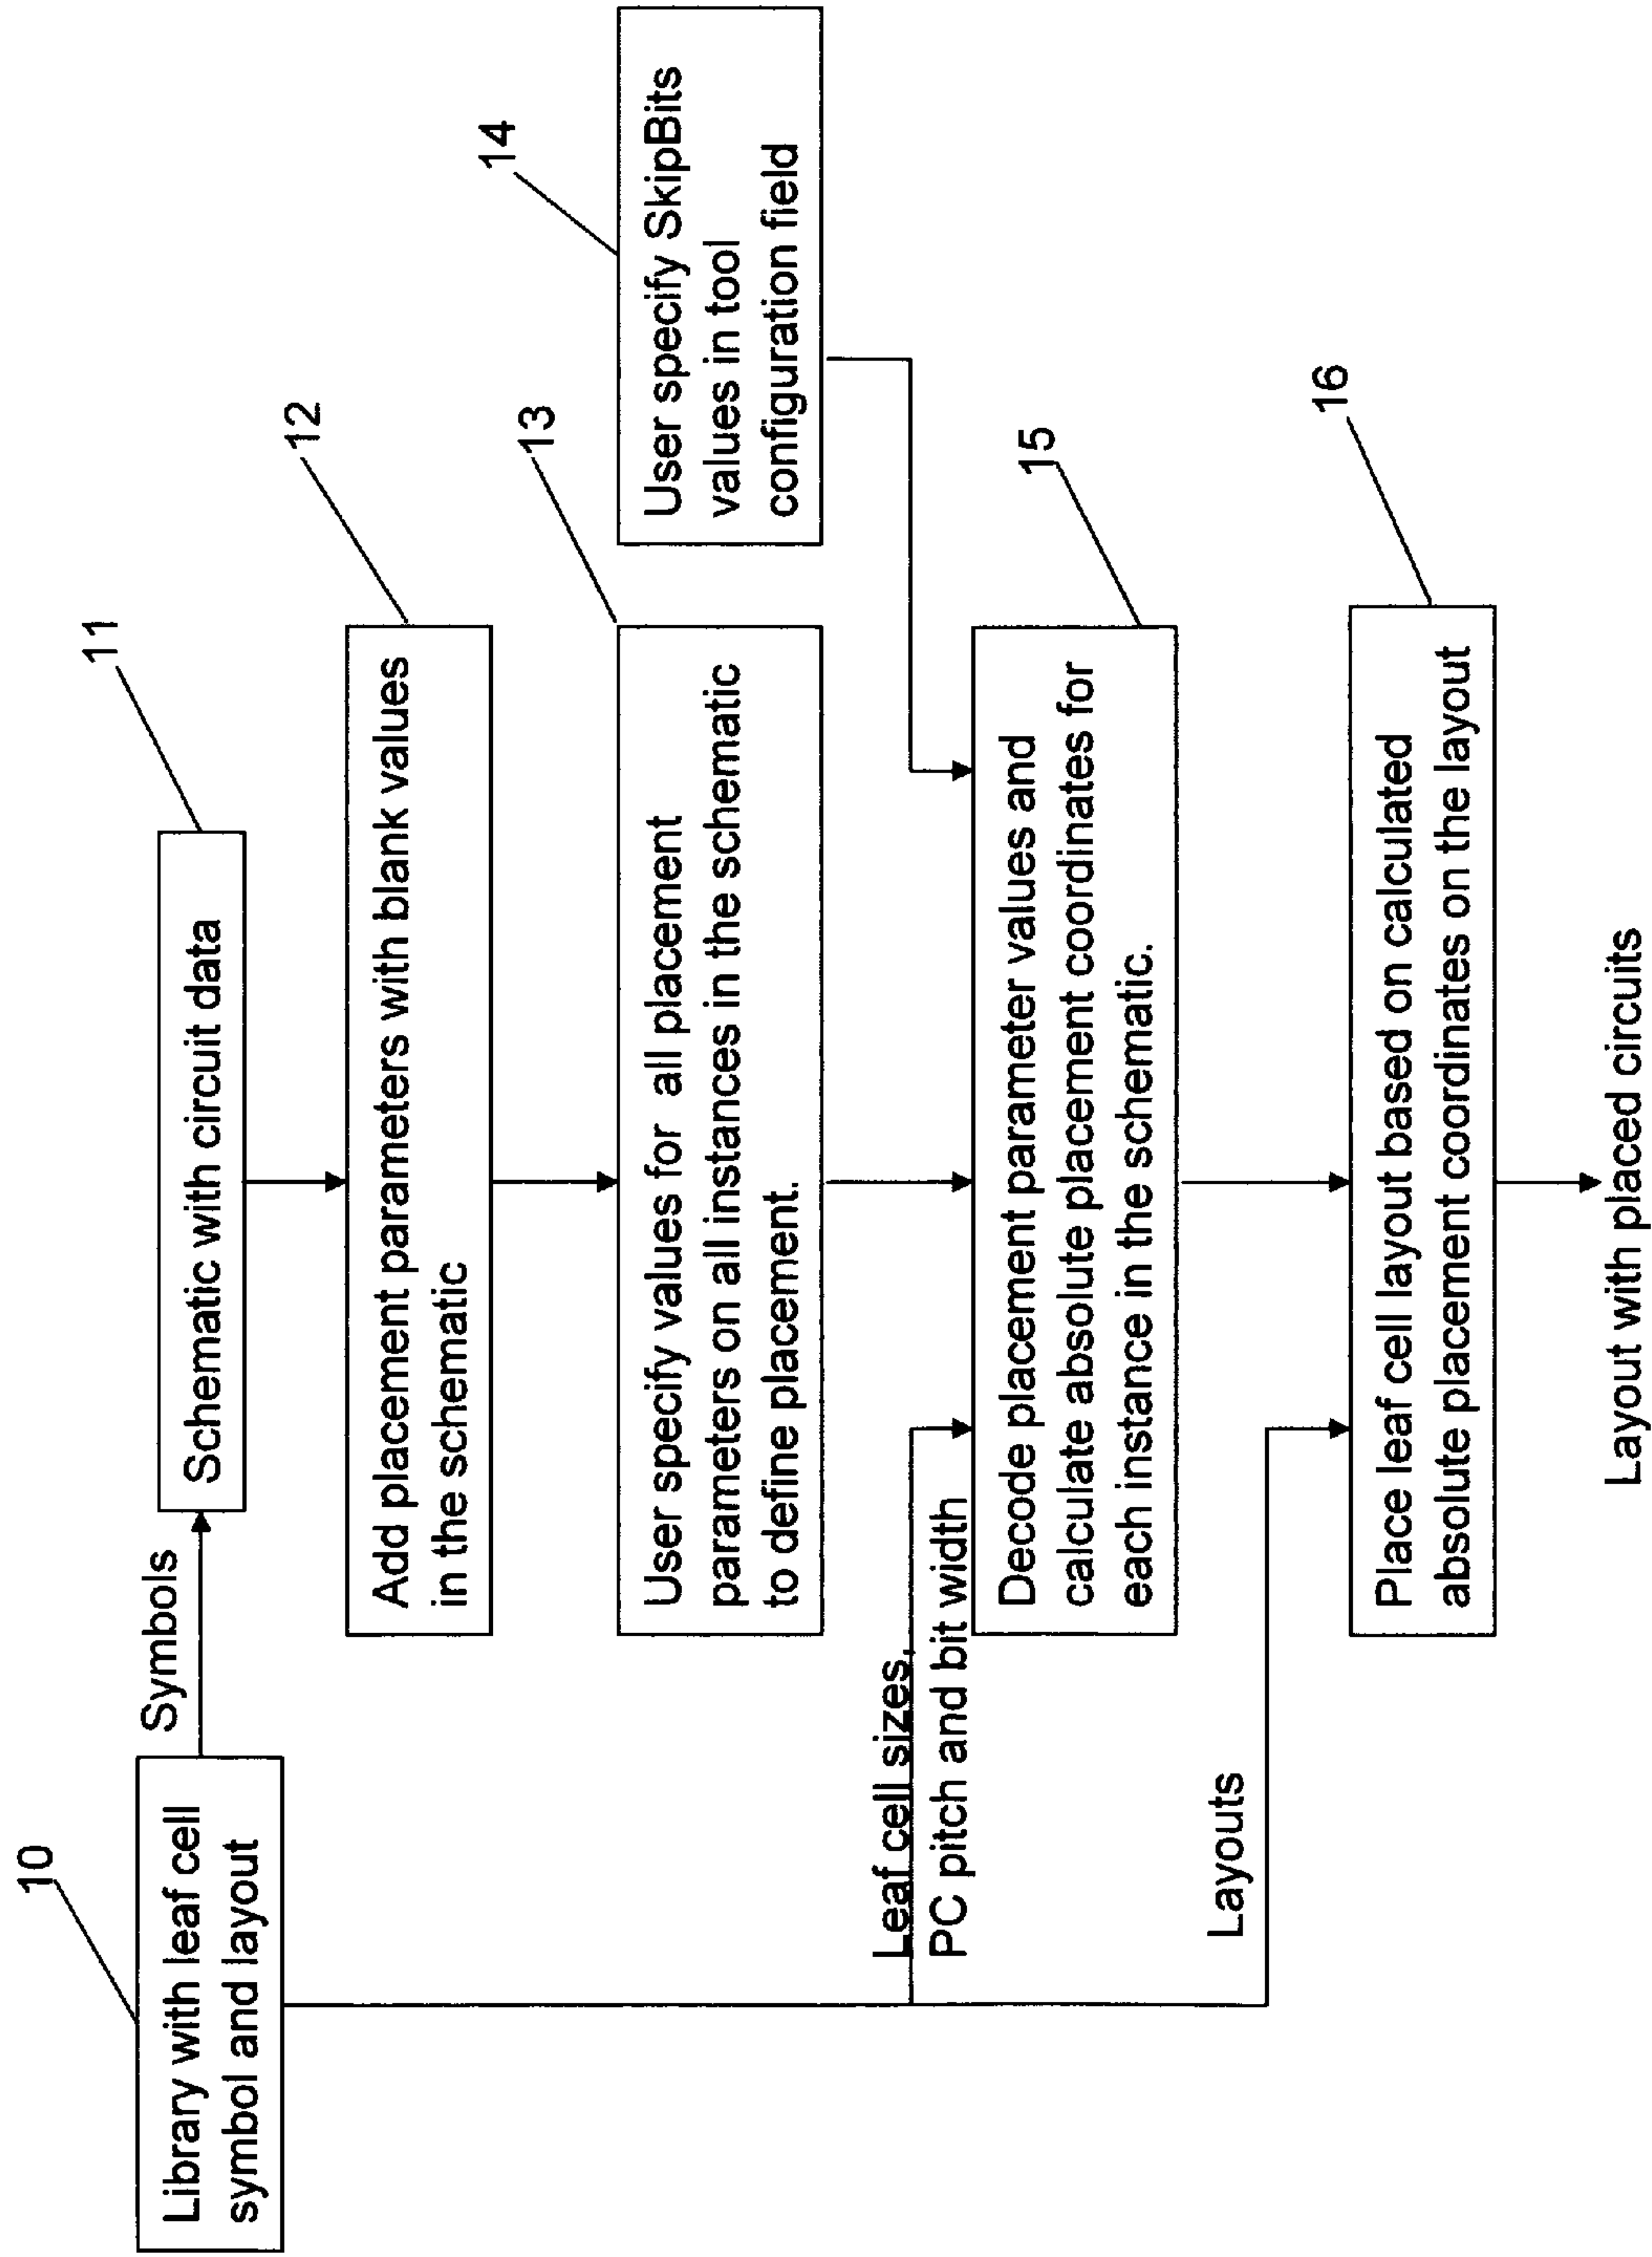 10
Library with leaf cell
symbol and layout
Symbols
11
Schematic with circuit data
12
Add placement parameters with blank values
in the schematic
13
User specify values for all placement
parameters on all instances in the schematic
to define placement.
14
User specify SkipBits
values in tool
configuration field
Leaf cell sizes,
PC pitch and bit width
15
Decode placement parameter values and
calculate absolute placement coordinates for
each instance in the schematic.
Layouts
16
Place leaf cell layout based on calculated
absolute placement coordinates on the layout
Layout with placed circuits